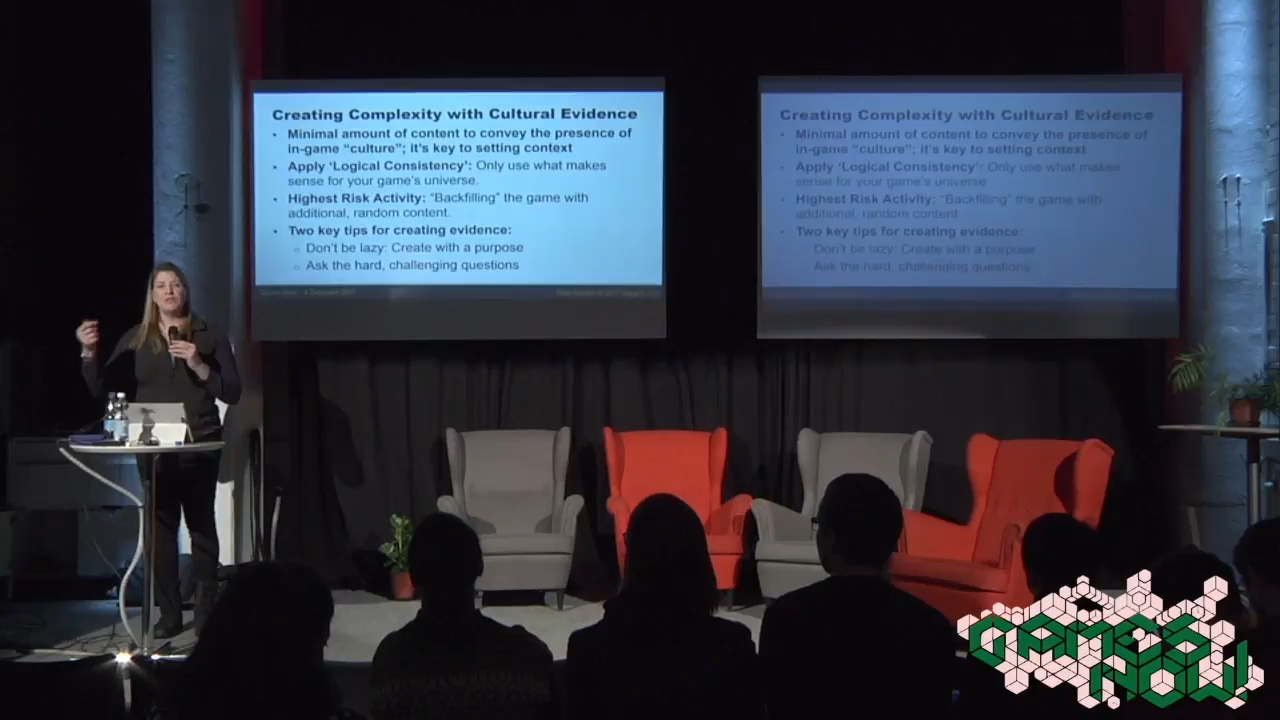 Creating Complexity with Cultural Evidence
• Minimal amount of content to convey the presence of
in-game “culture”; it’s key to setting context
• Apply ‘Logical Consistency’: Only use what makes
sense for your game’s universe.
• Highest Risk Activity: “Backfilling” the game with
additional, random content.
• Two key tips for creating evidence:
Don’t be lazy: Create with a purpose
Ask the hard, challenging questions
Creating Complexity with Cultural Evidence
• Minimal amount of content to convey the presence of
in-game “culture”; it’s key to setting context
• Apply ‘Logical Consistency’: Only use what makes
sense for your game’s universe
• Highest Risk Activity: “Backfilling” the game with
additional, random content
• Two key tips for creating evidence:
Don’t be lazy: Create with a purpose
Ask the hard, challenging questions
GAMES
NOW!